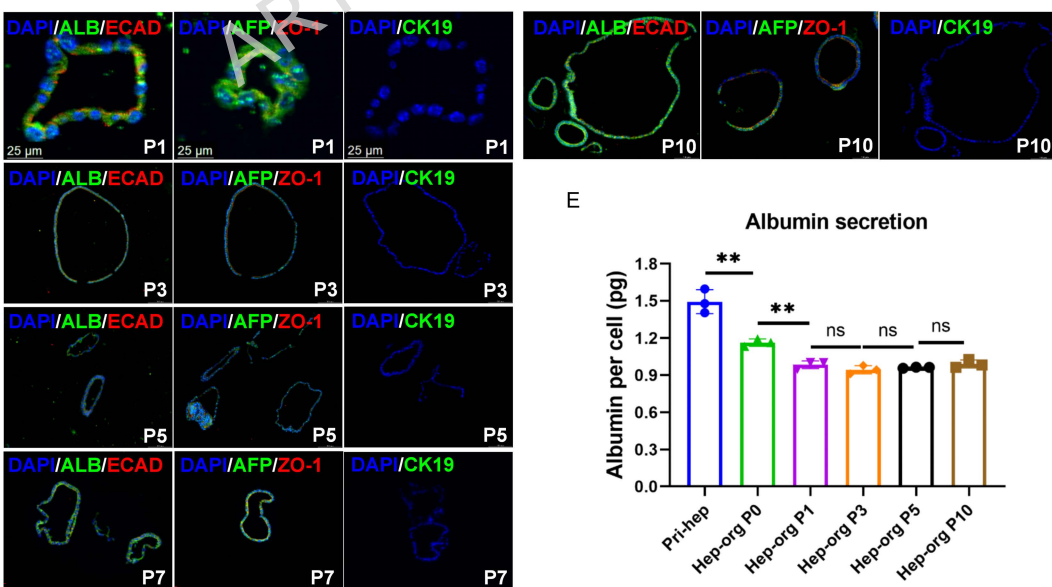 DAPI/ALB/ECAD DAPI/AFP/ZO-1 DAPI/CK19
25 μm P1 25 μm P1 25 μm P1
DAPI/ALB/ECAD DAPI/AFP/ZO-1 DAPI/CK19
P3 P3 P3
DAPI/ALB/ECAD DAPI/AFP/ZO-1 DAPI/CK19
P5 P5 P5
DAPI/ALB/ECAD DAPI/AFP/ZO-1 DAPI/CK19
P7 P7 P7
DAPI/ALB/ECAD DAPI/AFP/ZO-1 DAPI/CK19
P10 P10 P10
E
Albumin secretion
Albumin per cell (pg)
1.8
1.5
1.2
0.9
0.6
0.3
0.0
**
**
ns
ns
ns
Pri-hep
Hep-org P0
Hep-org P1
Hep-org P3
Hep-org P5
Hep-org P10